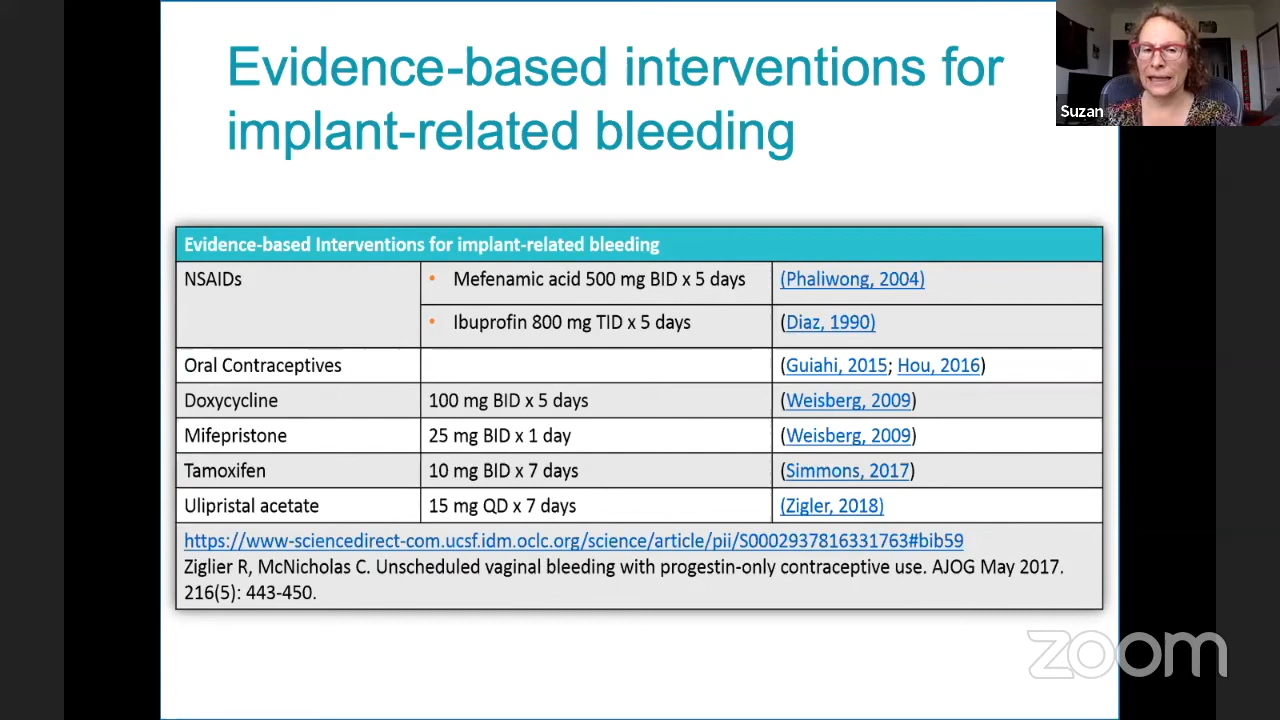 Evidence-based interventions for
implant-related bleeding
Suzan
Evidence-based Interventions for implant-related bleeding
NSAIDs
• Mefenamic acid 500 mg BID x 5 days
(Phaliwong, 2004)
• Ibuprofin 800 mg TID x 5 days
(Diaz, 1990)
Oral Contraceptives
(Guiahi, 2015; Hou, 2016)
Doxycycline
100 mg BID x 5 days
(Weisberg, 2009)
Mifepristone
25 mg BID x 1 day
(Weisberg, 2009)
Tamoxifen
10 mg BID x 7 days
(Simmons, 2017)
Ulipristal acetate
15 mg QD x 7 days
(Zigler, 2018)
https://www-sciencedirect-com.ucsf.idm.oclc.org/science/article/pii/S0002937816331763#bib59
Ziglier R, McNicholas C. Unscheduled vaginal bleeding with progestin-only contraceptive use. AJOG May 2017.
216(5): 443-450.
zoom